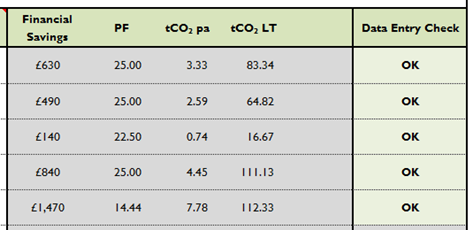 Financial Savings PF tCO₂ pa tCO₂ LT Data Entry Check
£630 25.00 3.33 83.34 OK
£490 25.00 2.59 64.82 OK
£140 22.50 0.74 16.67 OK
£840 25.00 4.45 111.13 OK
£1,470 14.44 7.78 112.33 OK